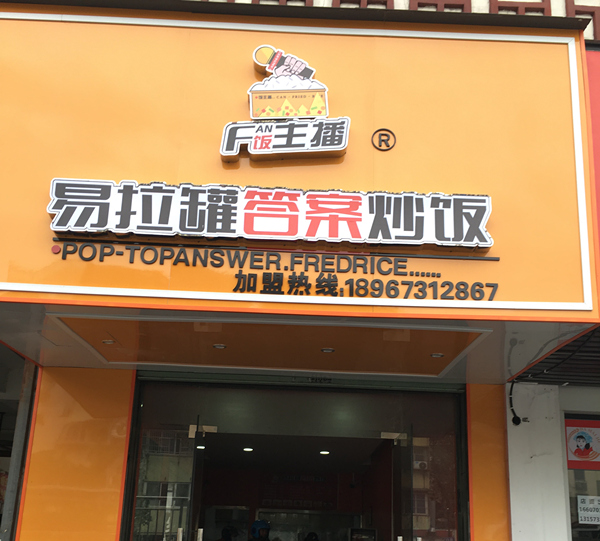 FAN饭主播
®
易拉罐答案炒饭
•POP-TOPANSWER.FREDRICE......
加盟热线:18967312867